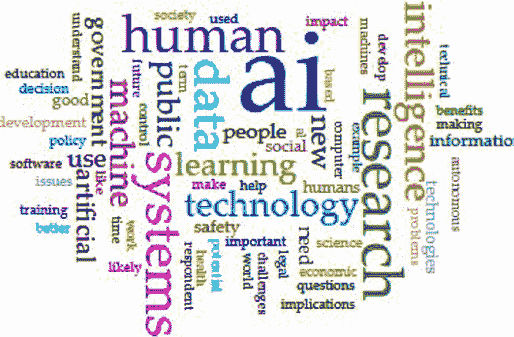 society
used
impact
human
ai
intelligence
understand
government
future
term
data
based
machines
develop
technical
education
decision
good
machine
control
public
people
al
social
new
computer
example
research
benefits
making
information
development
policy
software
use
like
issues
artificial
systems
learning
make
help
humans
technology
technologies
problems
autonomous
training
better
time
work
likely
safety
important
need
science
respondent
health
potential
world
challenges
legal
economic
questions
implications